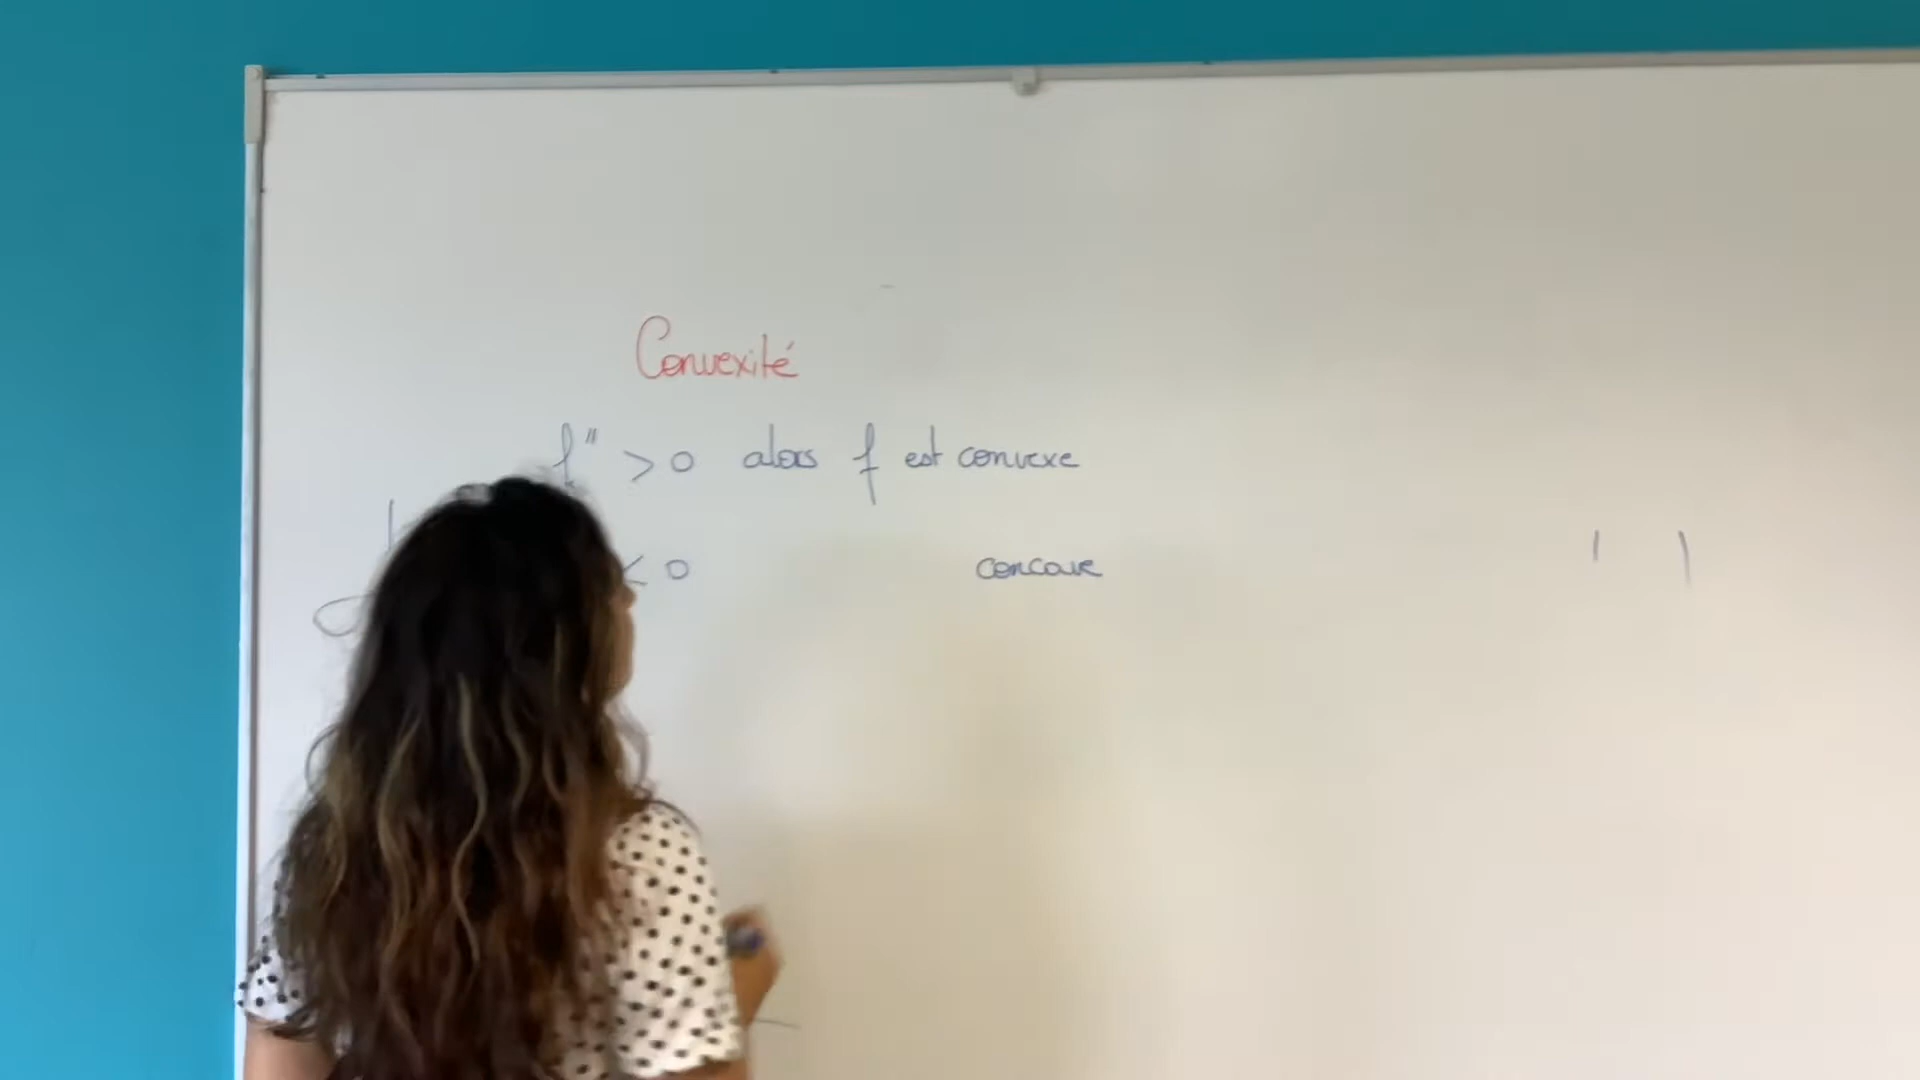 Convexité
f" > 0 alors f est convexe
< 0 concave